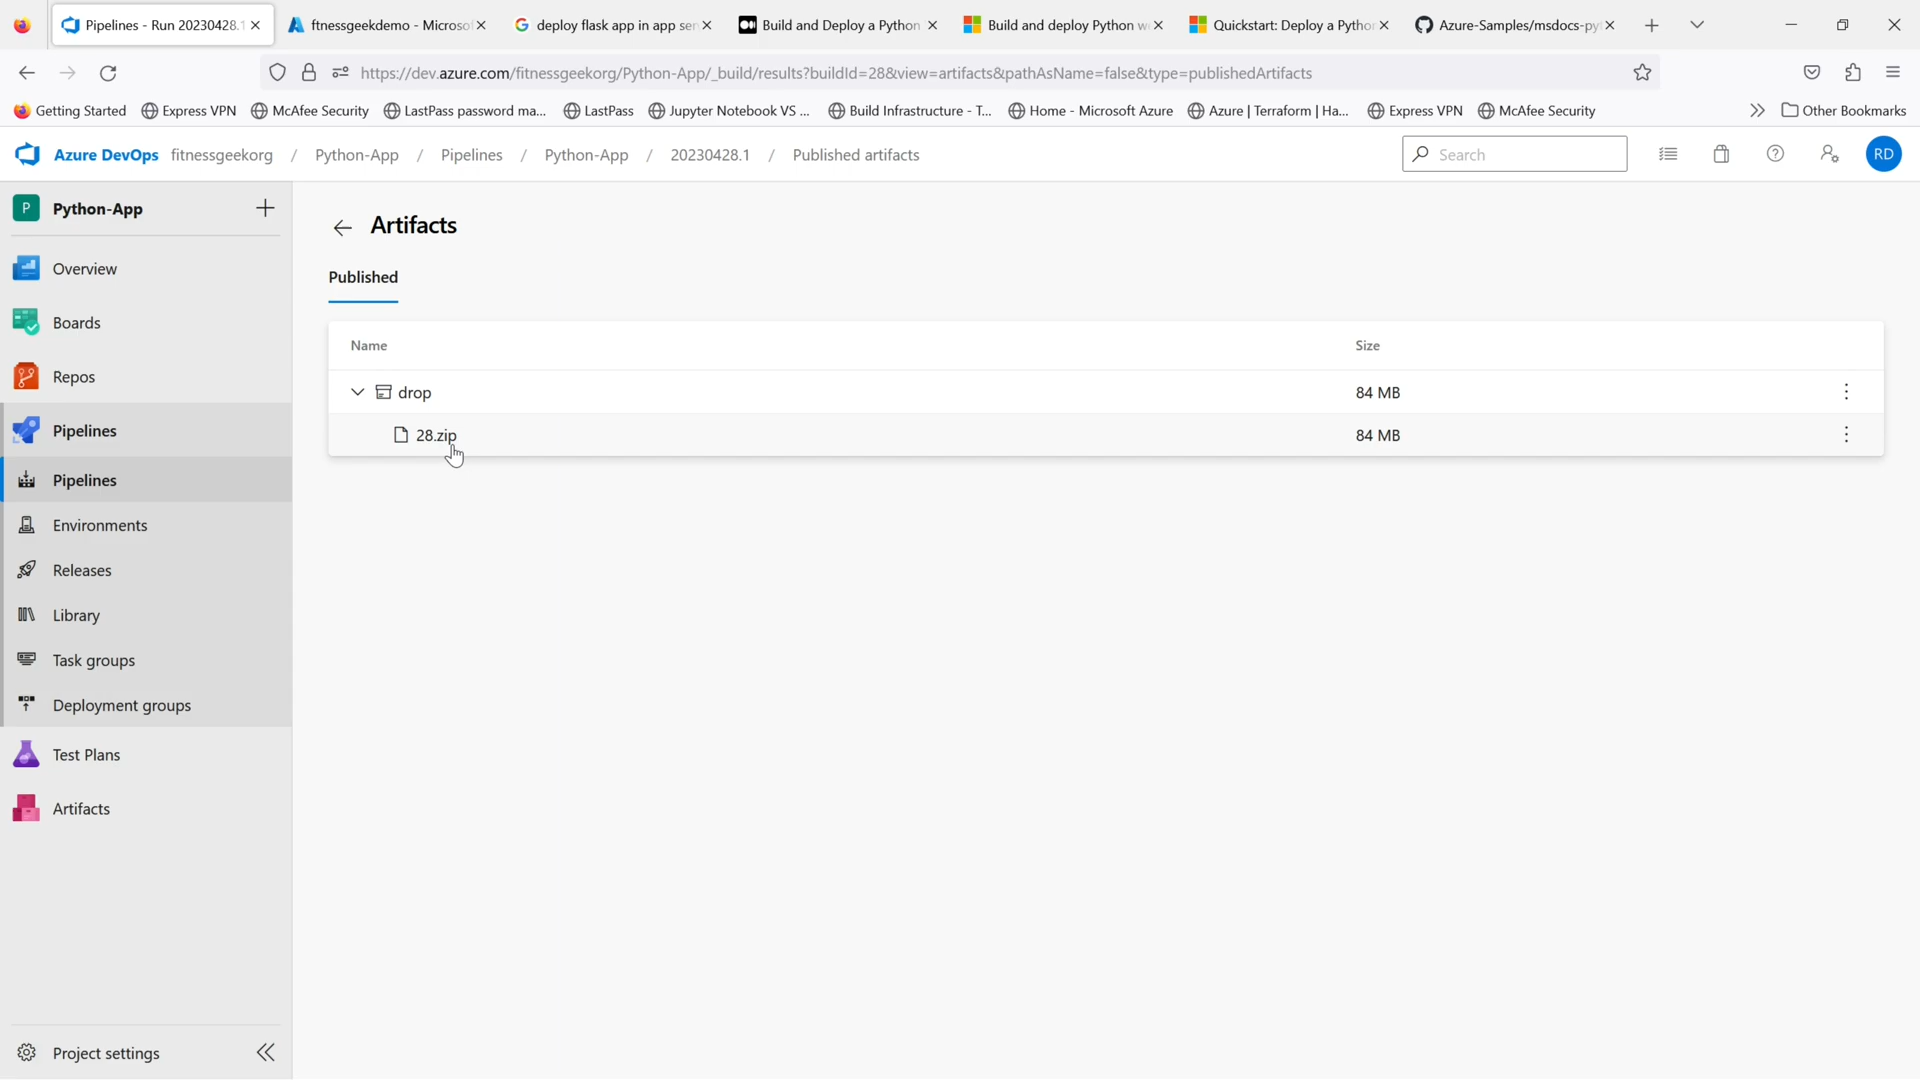 Pipelines - Run 20230428.1
ftnessgeekdemo - Microsof
deploy flask app in app ser
Build and Deploy a Python
Build and deploy Python w
Quickstart: Deploy a Python
Azure-Samples/msdocs-pyt
https://dev.azure.com/fitnessgeekorg/Python-App/_build/results?buildId=28&view=artifacts&pathAsName=false&type=publishedArtifacts
Getting Started
Express VPN
McAfee Security
LastPass password ma...
LastPass
Jupyter Notebook VS ...
Build Infrastructure - T...
Home - Microsoft Azure
Azure | Terraform | Ha...
Express VPN
McAfee Security
Other Bookmarks
Azure DevOps fitnessgeekorg / Python-App / Pipelines / Python-App / 20230428.1 / Published artifacts
Search
RD
P Python-App
Overview
Boards
Repos
Pipelines
Pipelines
Environments
Releases
Library
Task groups
Deployment groups
Test Plans
Artifacts
Project settings
Artifacts
Published
Name Size
drop 84 MB
28.zip 84 MB